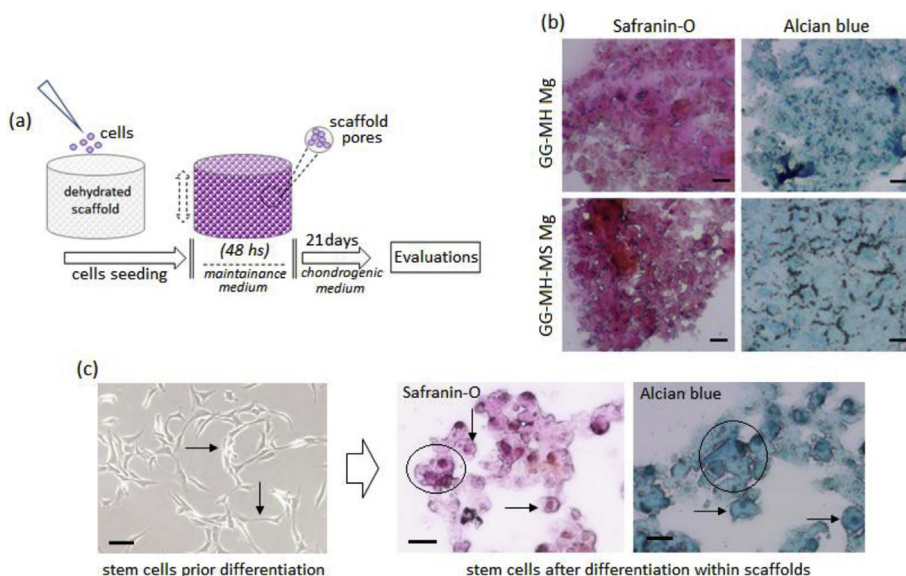 (a)
cells
dehydrated
scaffold
scaffold
pores
cells seeding
(48 hs)
maintainance
medium
21days
chondrogenic
medium
Evaluations
(b)
Safranin-O
Alcian blue
GG-MH Mg
GG-MH-MS Mg
(c)
Safranin-O
Alcian blue
stem cells prior differentiation
stem cells after differentiation within scaffolds